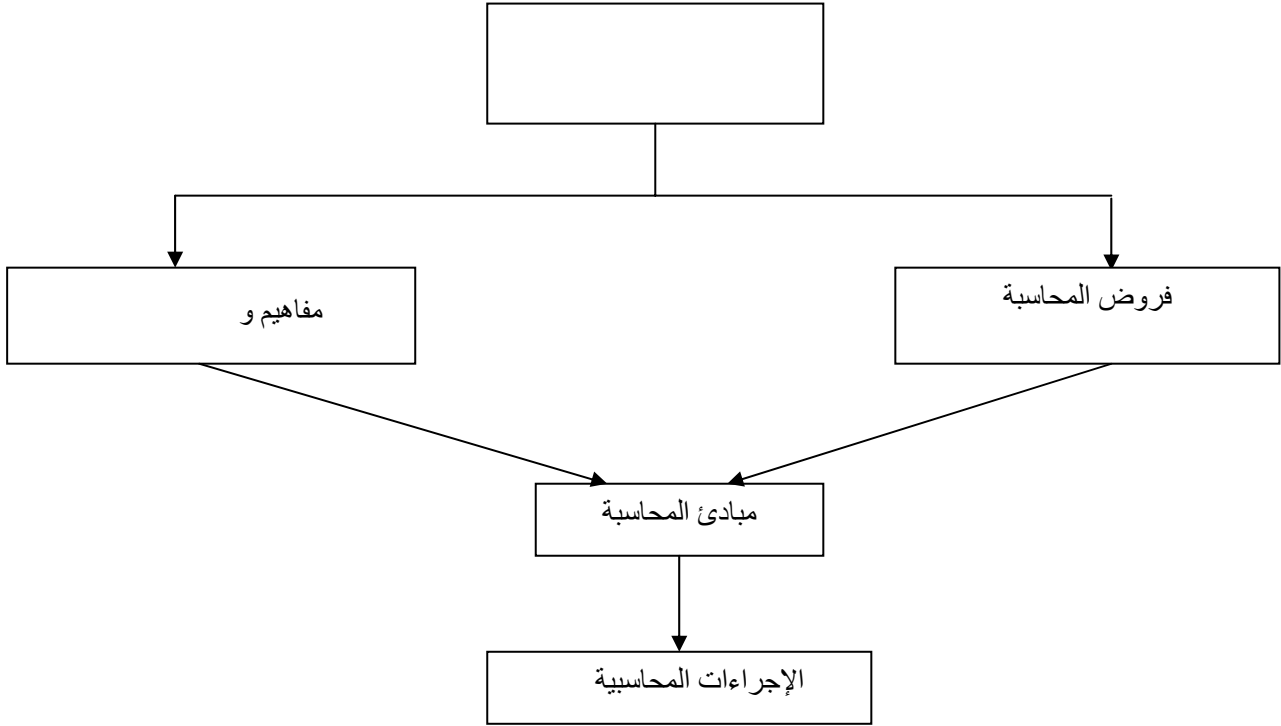 فروض المحاسبة
مفاهيم و
مبادئ المحاسبة
الإجراءات المحاسبية